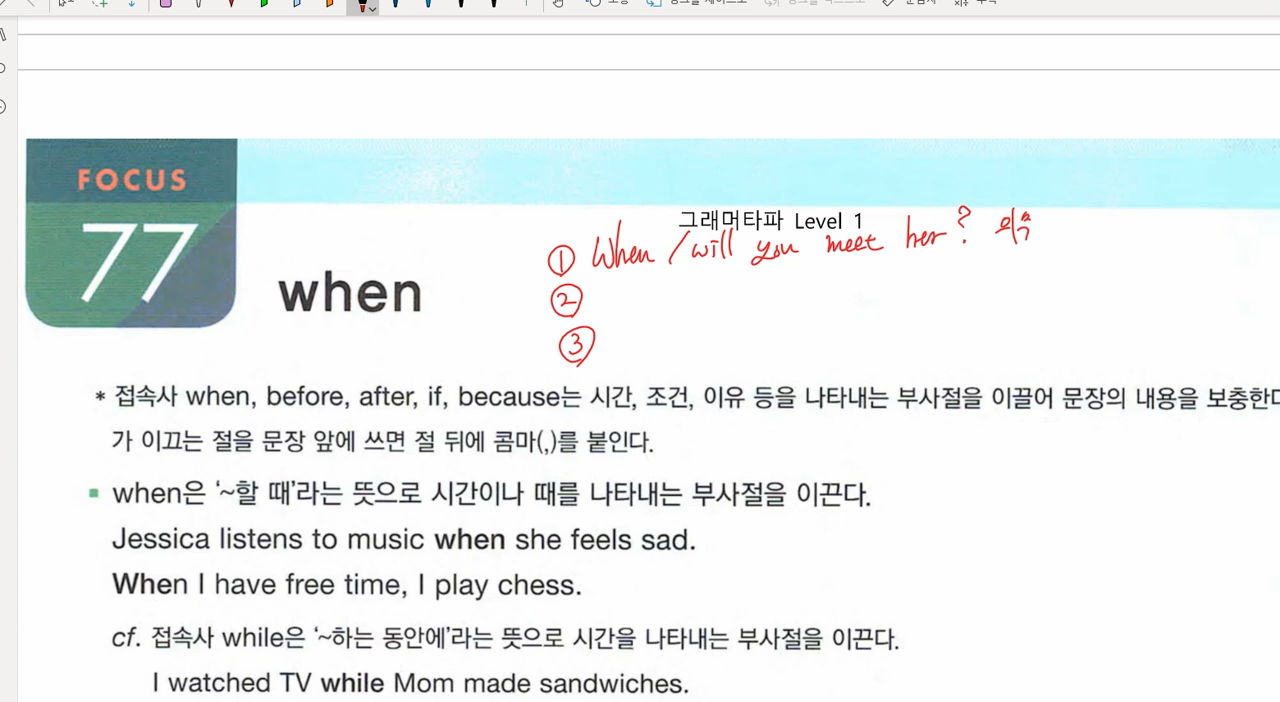 FOCUS
77
when
그래머타파 Level 1
① When / will you meet her?
②
③
* 접속사 when, before, after, if, because는 시간, 조건, 이유 등을 나타내는 부사절을 이끌어 문장의 내용을 보충한다
가 이끄는 절을 문장 앞에 쓰면 절 뒤에 콤마(,)를 붙인다.
▪ when은 ‘~할 때’라는 뜻으로 시간이나 때를 나타내는 부사절을 이끈다.
Jessica listens to music when she feels sad.
When I have free time, I play chess.
cf. 접속사 while은 ‘~하는 동안에’라는 뜻으로 시간을 나타내는 부사절을 이끈다.
I watched TV while Mom made sandwiches.